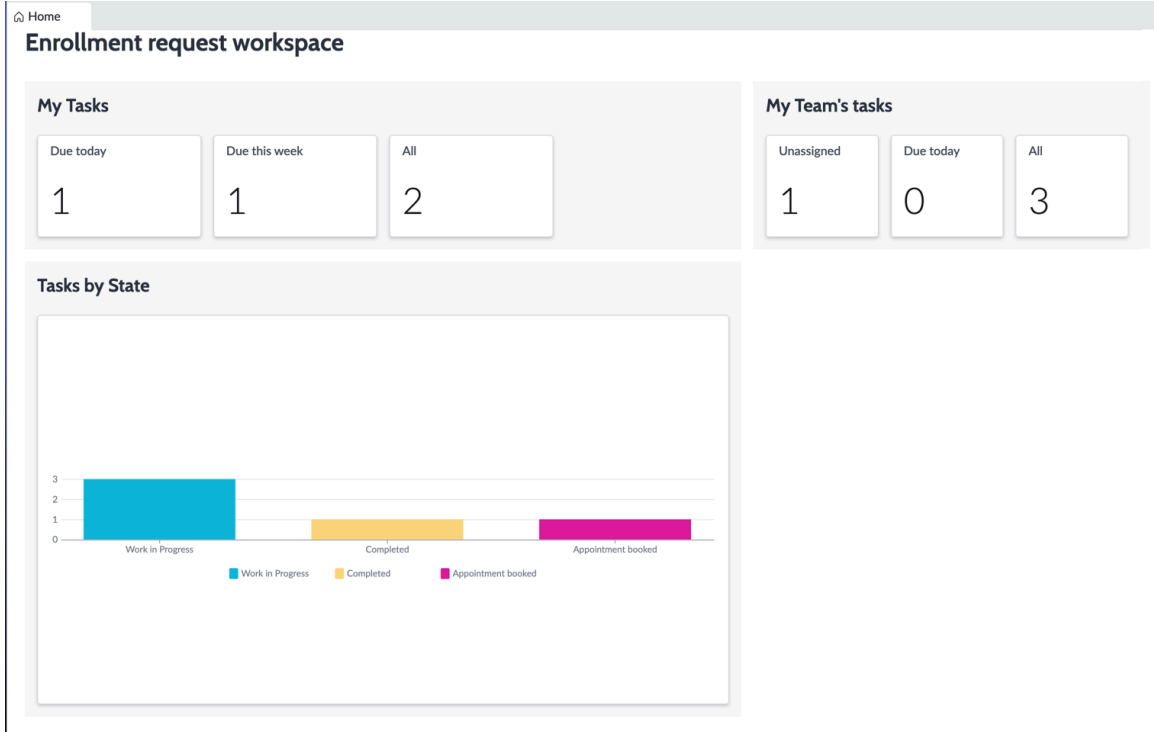 Home
Enrollment request workspace
My Tasks
Due today
1
Due this week
1
All
2
My Team's tasks
Unassigned
1
Due today
0
All
3
Tasks by State
3
2
1
0
Work in Progress
Completed
Appointment booked
Work in Progress
Completed
Appointment booked